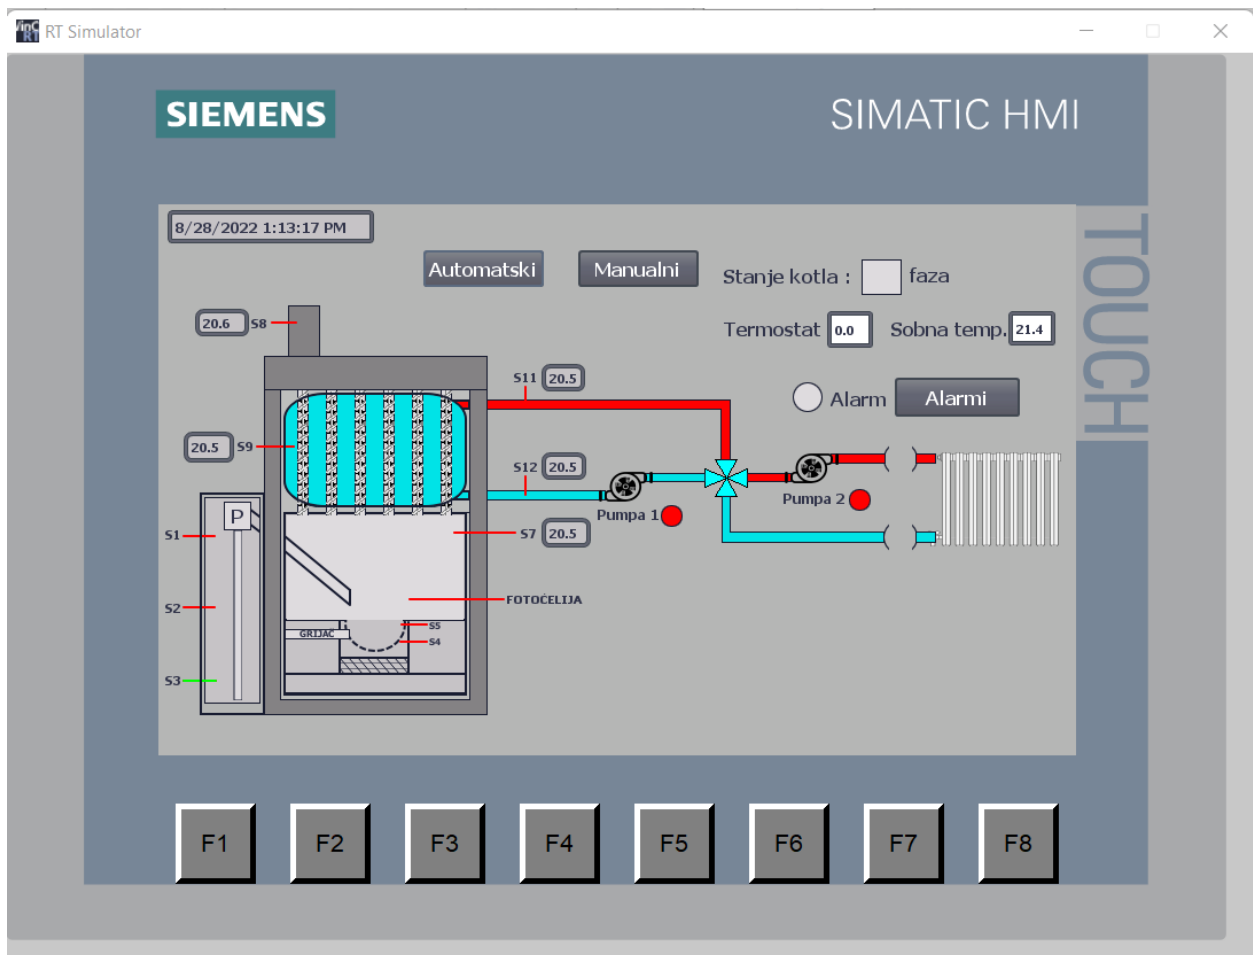 RT Simulator
SIEMENS
SIMATIC HMI
TOUCH
8/28/2022 1:13:17 PM
Automatski
Manualni
Stanje kotla :
faza
Termostat
0.0
Sobna temp.
21.4
Alarm
Alarmi
20.6
S8
S11
20.5
20.5
S9
S12
20.5
Pumpa 1
Pumpa 2
S7
20.5
P
S1
S2
S3
FOTOĆELIJA
GRIJAĆ
S5
S4
F1
F2
F3
F4
F5
F6
F7
F8